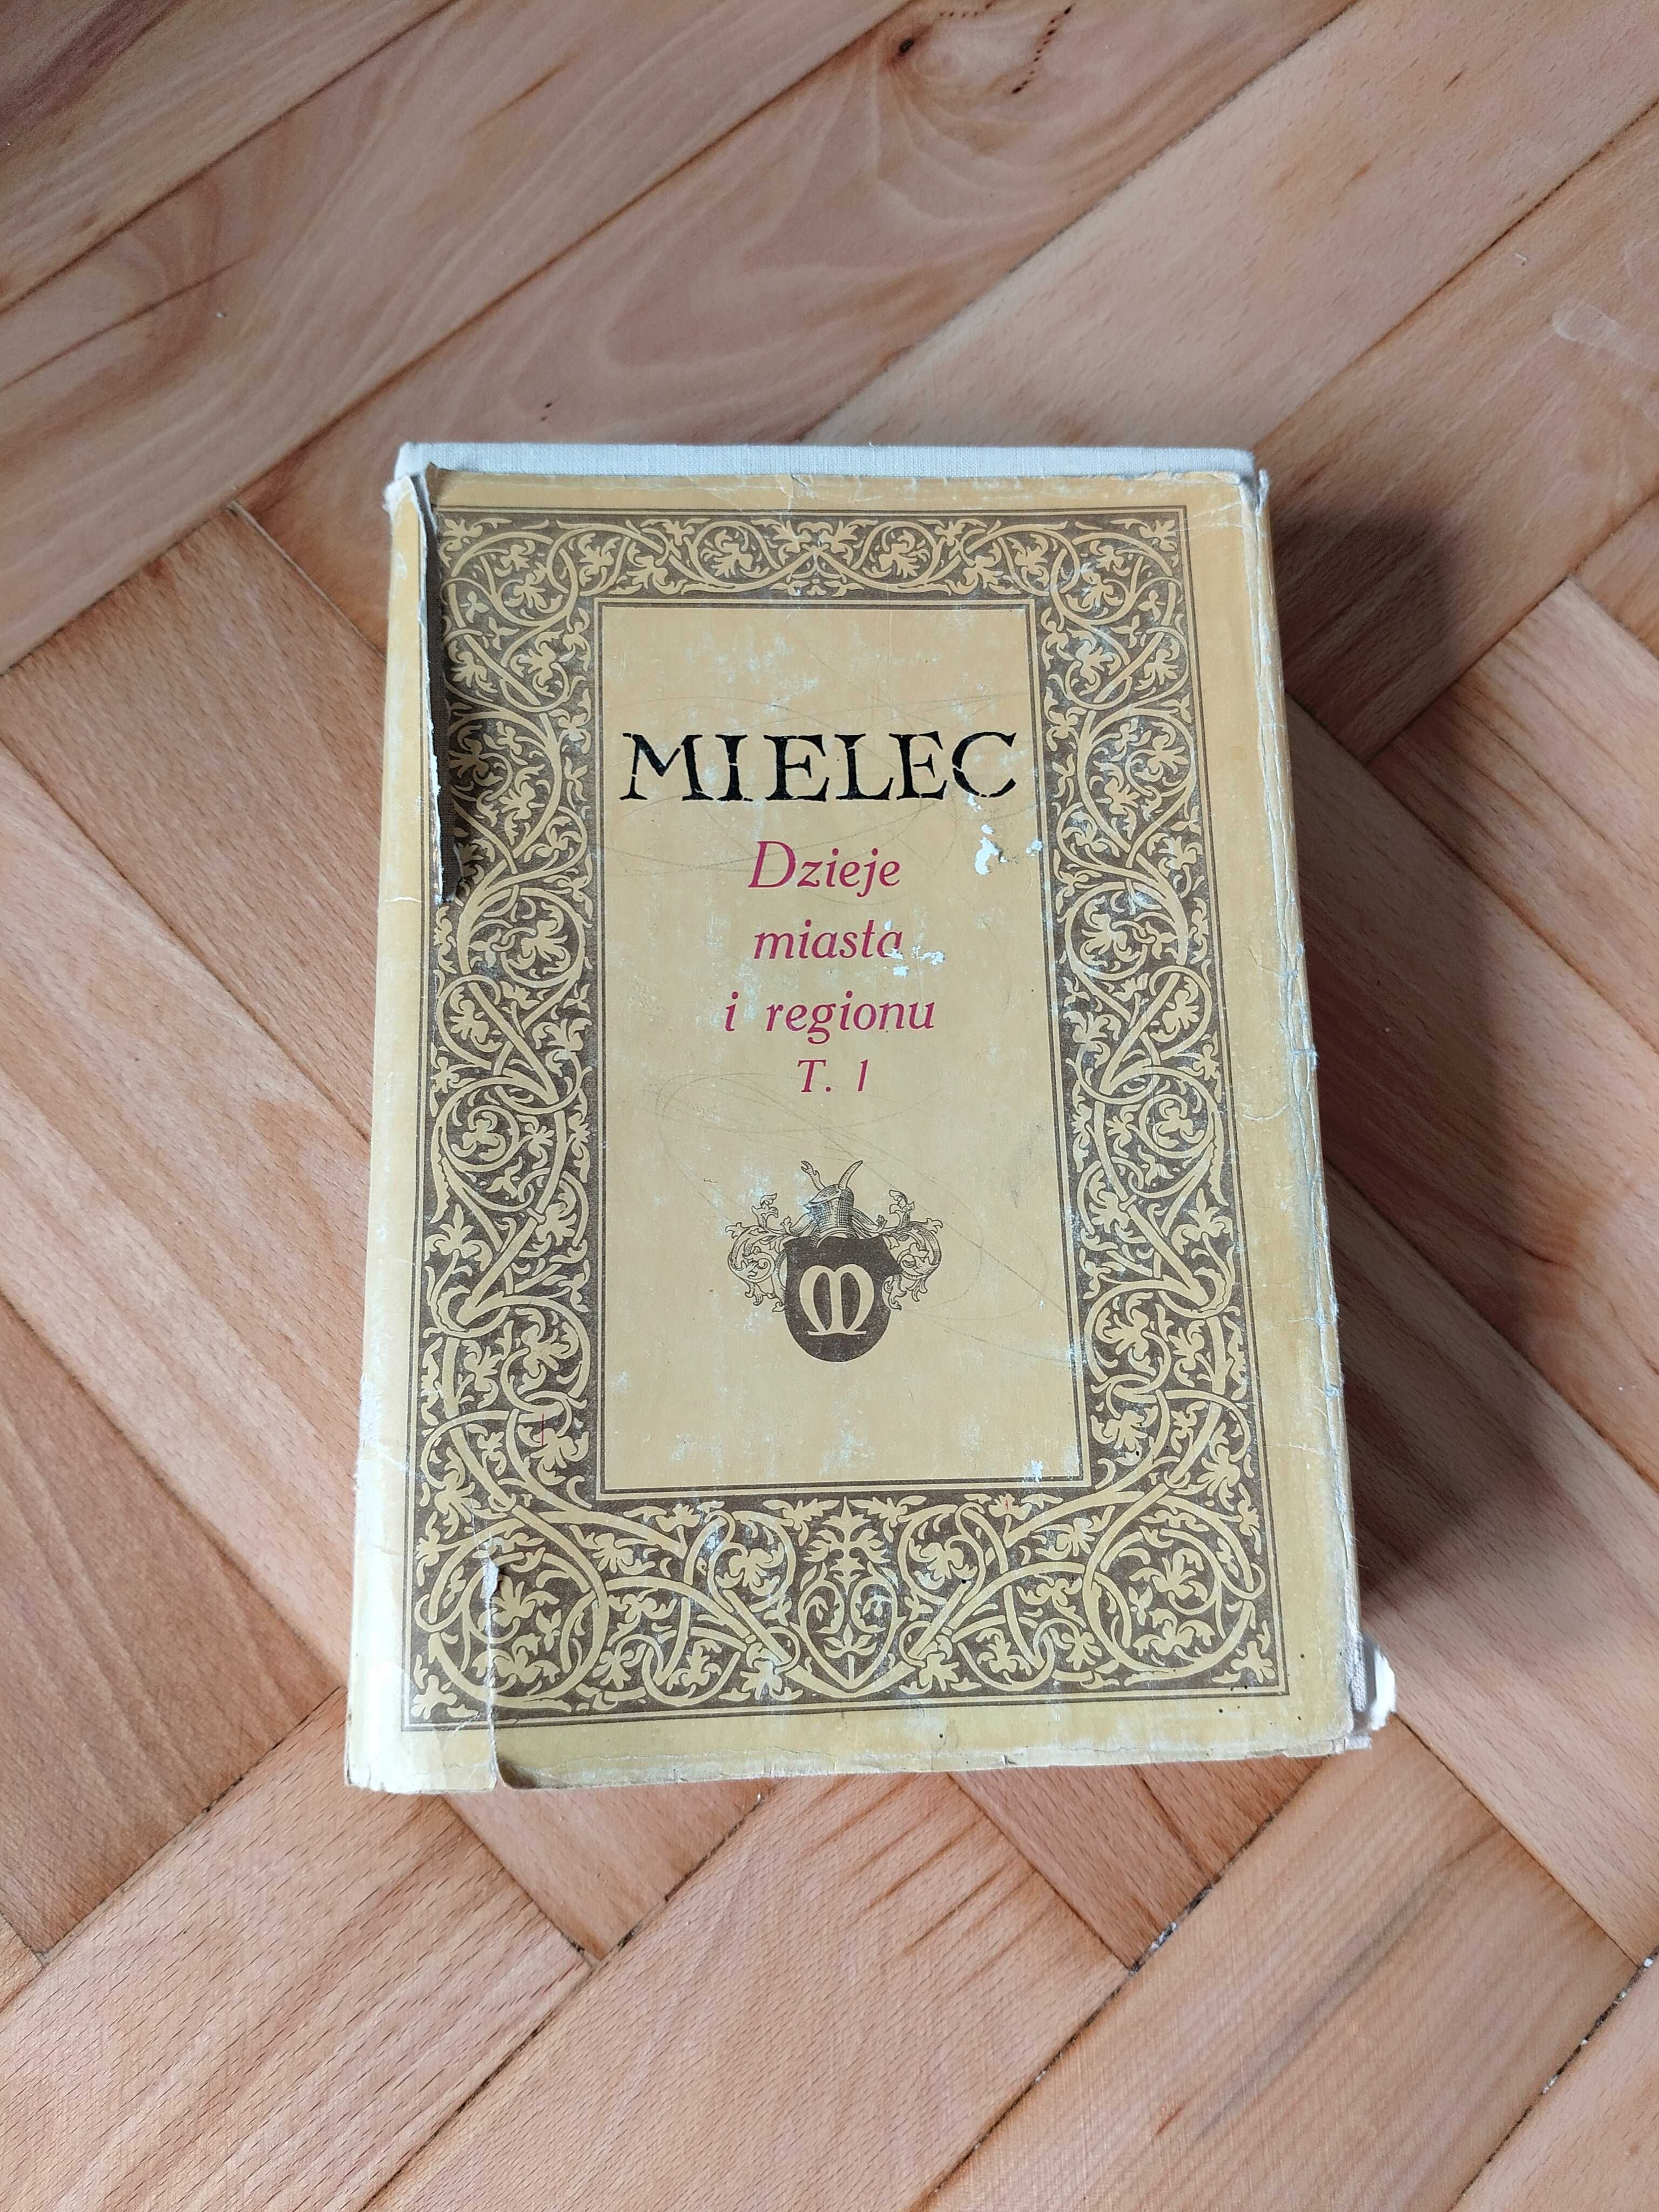 MIELEC
Dzieje
miasta
i regionu
T. 1
M